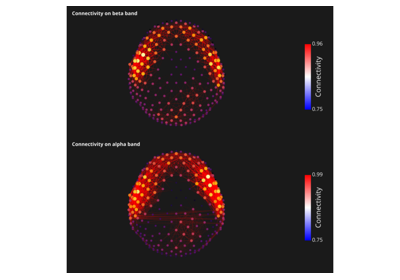 Connectivity on beta band
0.96
Connectivity
0.75
Connectivity on alpha band
0.99
Connectivity
0.75